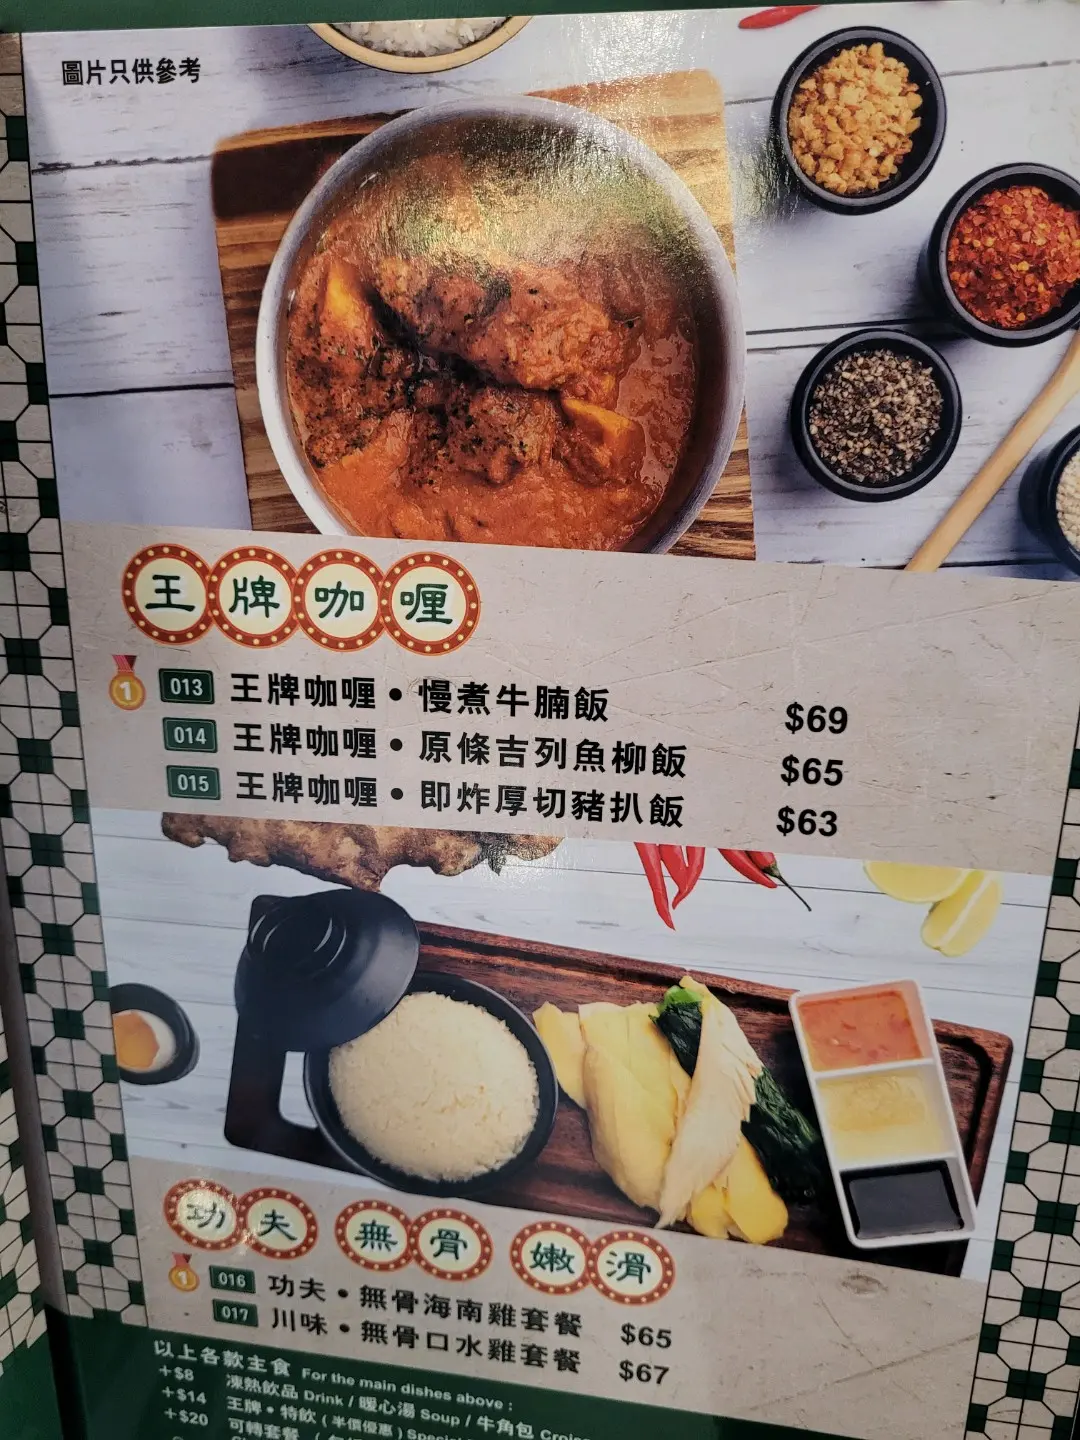 圖片只供參考
王牌咖喱
1 013 王牌咖喱•慢煮牛腩飯 $69
014 王牌咖喱•原條吉列魚柳飯 $65
015 王牌咖喱•即炸厚切豬扒飯 $63
功夫 無骨 嫩滑
1 016 功夫•無骨海南雞套餐 $65
017 川味•無骨口水雞套餐 $67
以上各款主食 For the main dishes above :
+$8 凍熱飲品 Drink / 暖心湯 Soup / 牛角包
+$14 王牌•特飲 (半價優惠)
+$20 可轉套餐